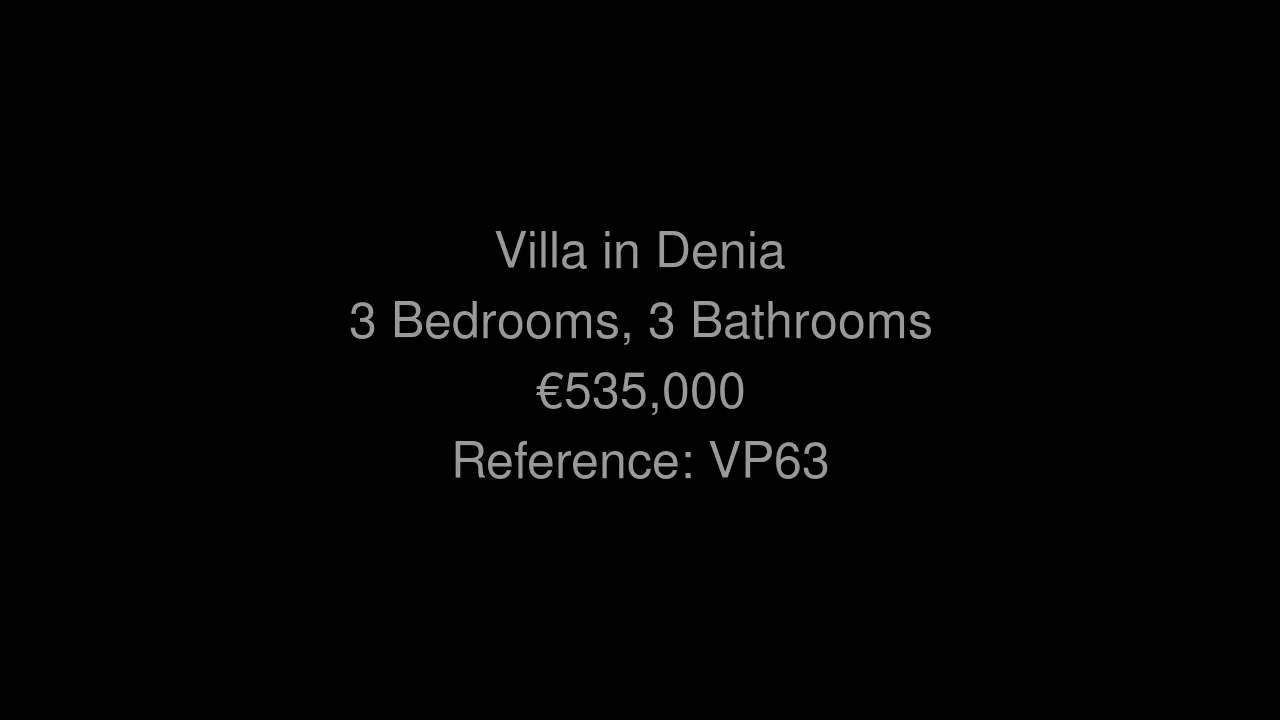 Villa in Denia
3 Bedrooms, 3 Bathrooms
€535,000
Reference: VP63